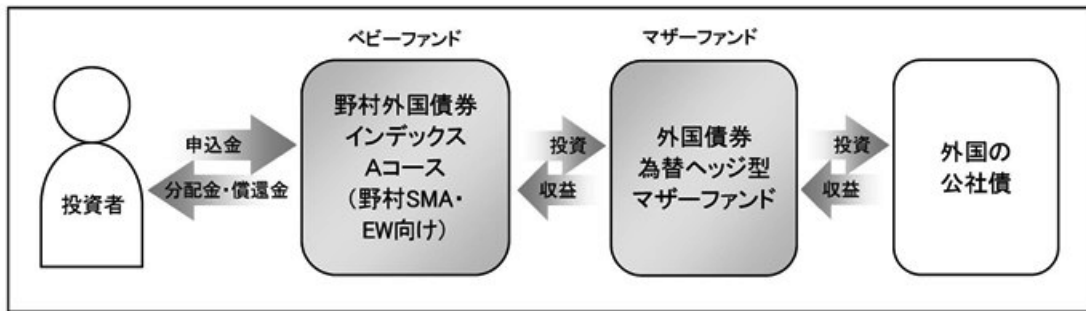 ベビーファンド
マザーファンド
投資者
申込金
分配金・償還金
野村外国債券
インデックス
Aコース
(野村SMA・
EW向け)
投資
収益
外国債券
為替ヘッジ型
マザーファンド
投資
収益
外国の
公社債